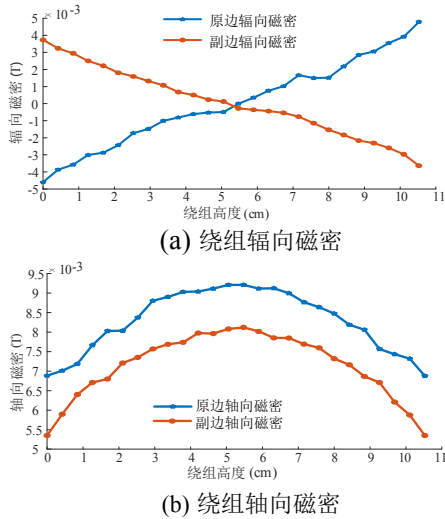 ×10⁻³
原边辐向磁密
副边辐向磁密
辐向磁密(T)
5
4
3
2
1
0
-1
-2
-3
-4
-5
0 1 2 3 4 5 6 7 8 9 10 11
绕组高度(cm)
(a) 绕组辐向磁密
×10⁻³
9.5
9
8.5
8
7.5
7
6.5
6
5.5
5
轴向磁密(T)
原边轴向磁密
副边轴向磁密
0 1 2 3 4 5 6 7 8 9 10 11
绕组高度(cm)
(b) 绕组轴向磁密